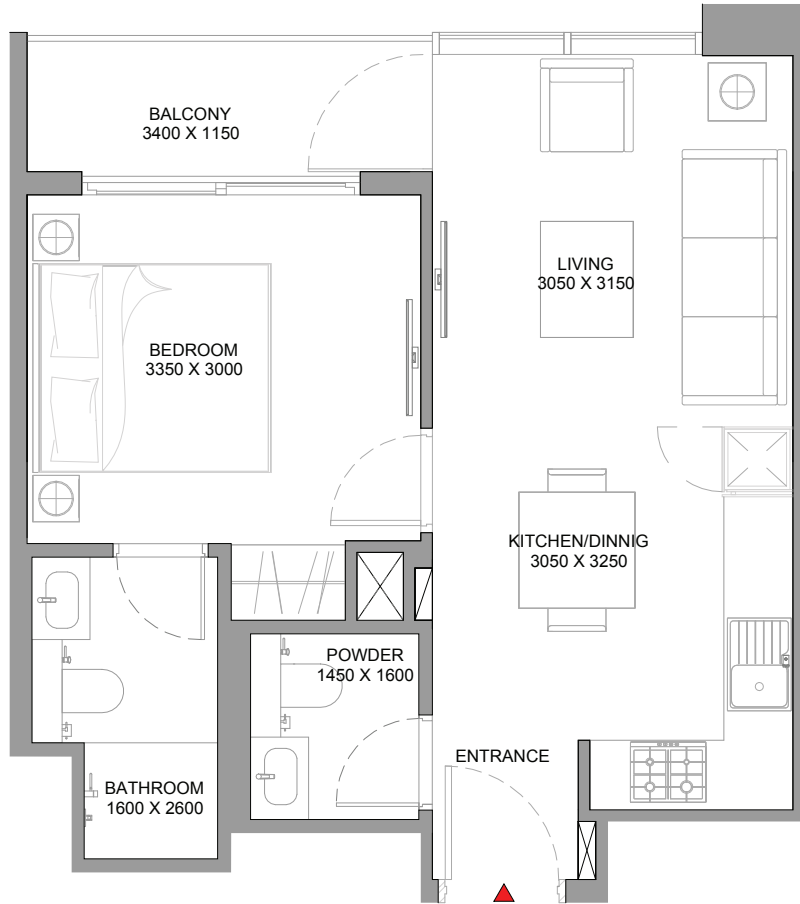 BALCONY
3400 X 1150
LIVING
3050 X 3150
BEDROOM
3350 X 3000
KITCHEN/DINNIG
3050 X 3250
POWDER
1450 X 1600
ENTRANCE
BATHROOM
1600 X 2600